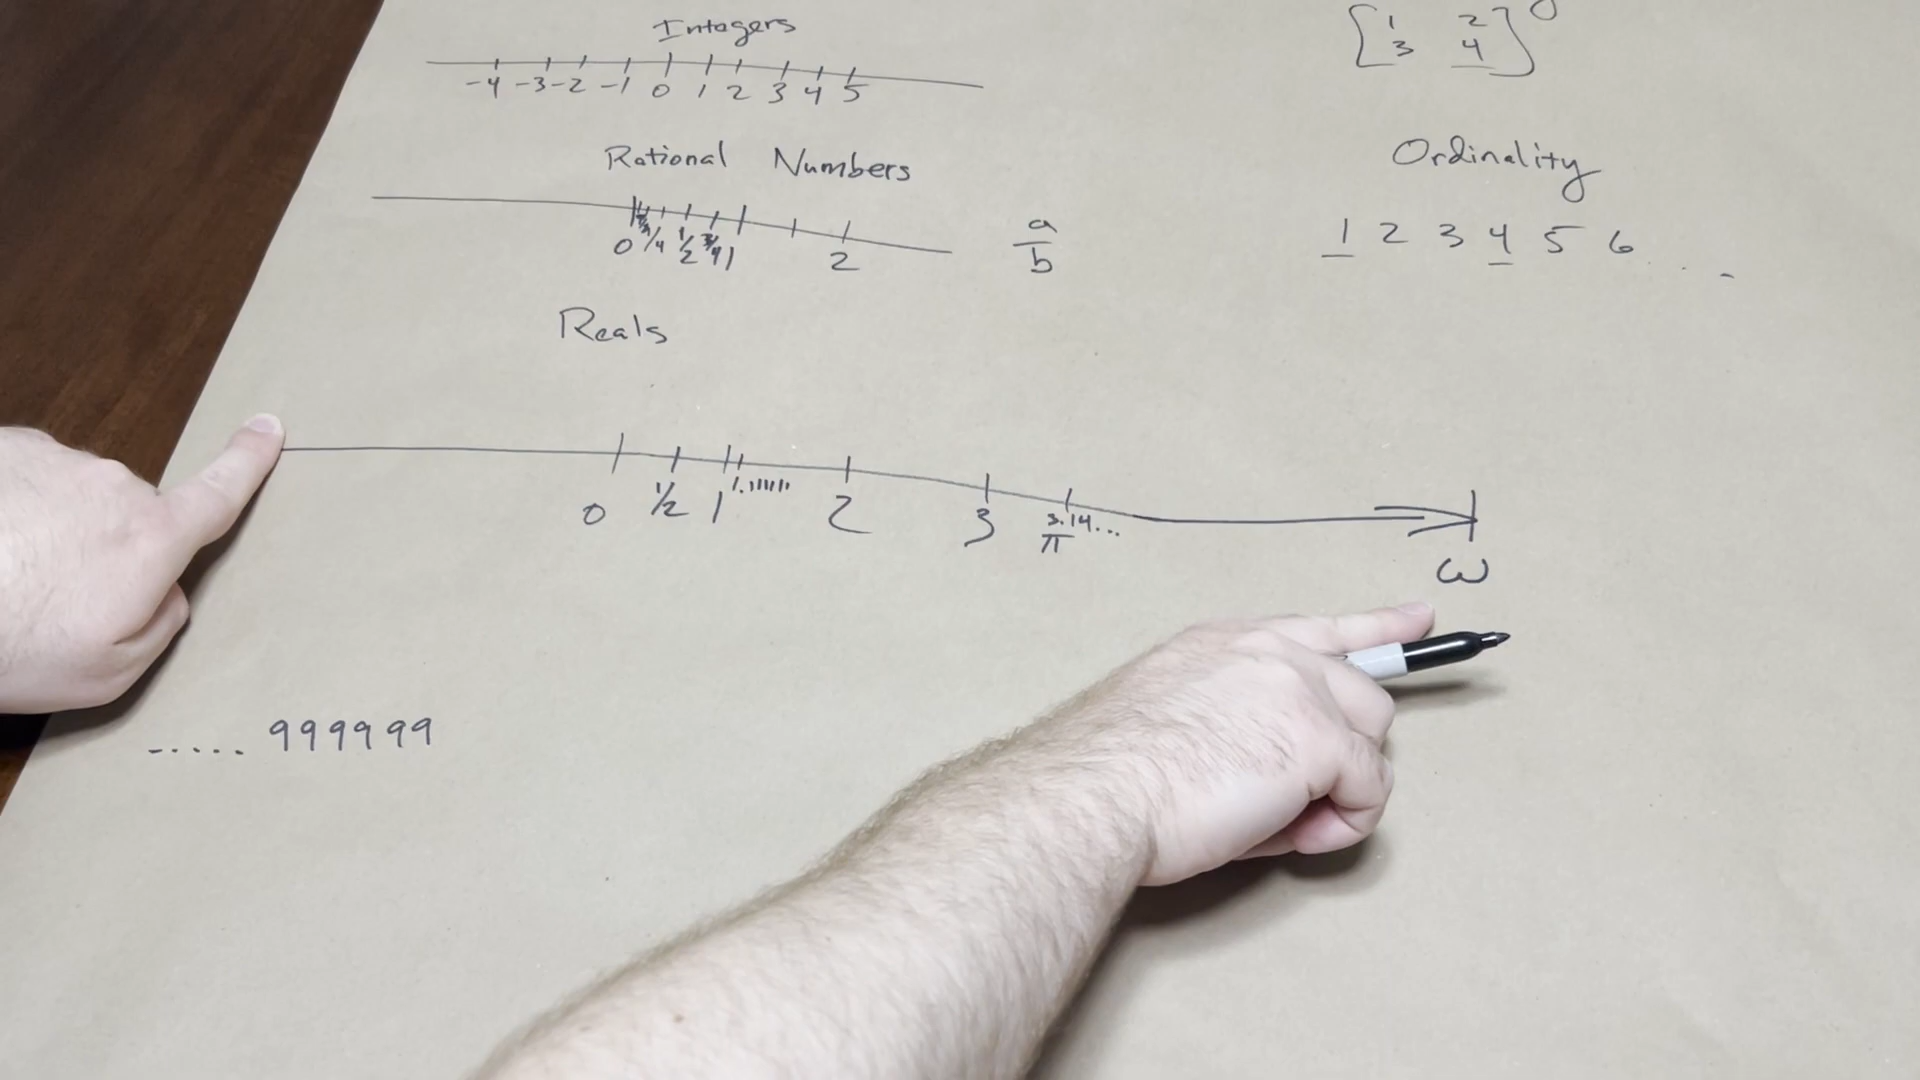 Integers
-4 -3 -2 -1 0 1 2 3 4 5
1 2
3 4
Rational Numbers
0 1/4 1/2 3/4 1 2
a
b
Ordinality
1 2 3 4 5 6 ...
Reals
0 1/2 1 1.111111 2 3 3.14...
π
ω
...... 999999